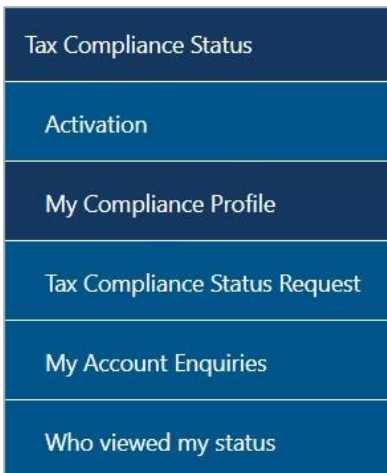 Tax Compliance Status
Activation
My Compliance Profile
Tax Compliance Status Request
My Account Enquiries
Who viewed my status